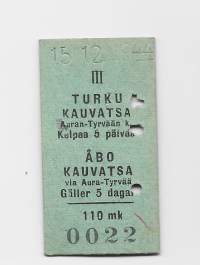 15 12 44
III
TURKU
KAUVATSA
Auran-Tyrvään k.
Kelpaa 5 päivää
ÅBO
KAUVATSA
via Aura-Tyrvää
Gäller 5 dagar
110 mk
0022